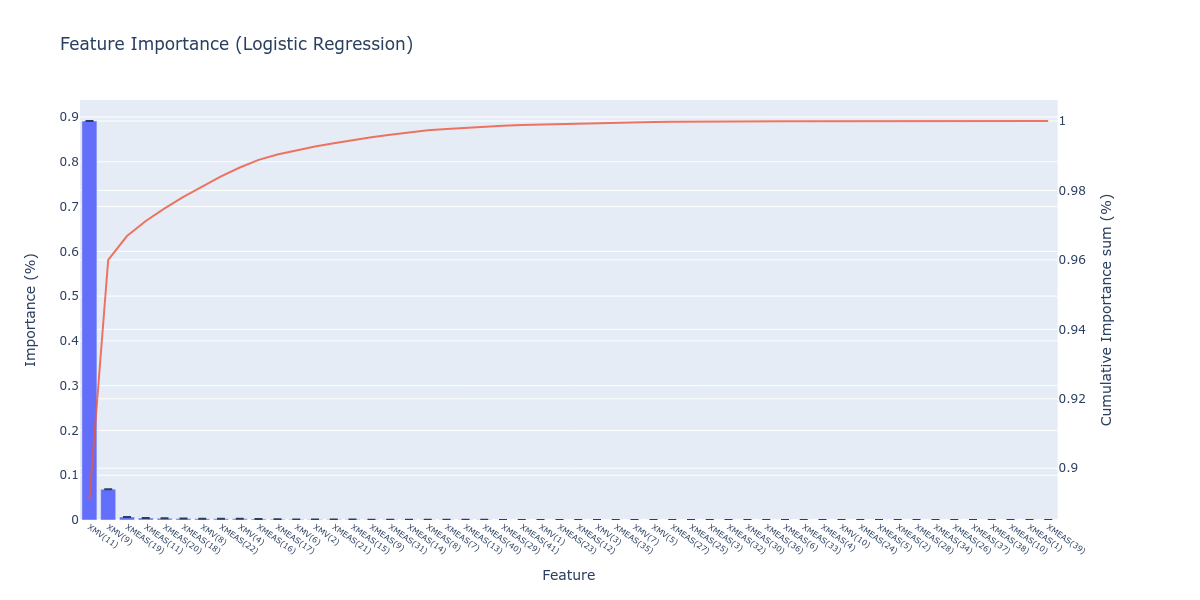 Feature Importance (Logistic Regression)
Importance (%)
0.9
0.8
0.7
0.6
0.5
0.4
0.3
0.2
0.1
0
1
0.98
0.96
0.94
0.92
0.9
Cumulative Importance sum (%)
XMV(11)
XMV(9)
XMEAS(19)
XMEAS(11)
XMEAS(20)
XMEAS(18)
XMV(8)
XMEAS(22)
XMV(4)
XMEAS(16)
XMEAS(17)
XMV(6)
XMV(2)
XMEAS(21)
XMEAS(15)
XMEAS(9)
XMEAS(31)
XMEAS(14)
XMEAS(8)
XMEAS(7)
XMEAS(13)
XMEAS(40)
XMEAS(29)
XMEAS(41)
XMV(1)
XMEAS(23)
XMEAS(12)
XMV(3)
XMEAS(35)
XMV(7)
XMV(5)
XMEAS(27)
XMEAS(25)
XMEAS(3)
XMEAS(32)
XMEAS(30)
XMEAS(36)
XMEAS(6)
XMEAS(33)
XMEAS(4)
XMV(10)
XMEAS(24)
XMEAS(5)
XMEAS(2)
XMEAS(28)
XMEAS(34)
XMEAS(26)
XMEAS(37)
XMEAS(38)
XMEAS(10)
XMEAS(1)
XMEAS(39)
Feature